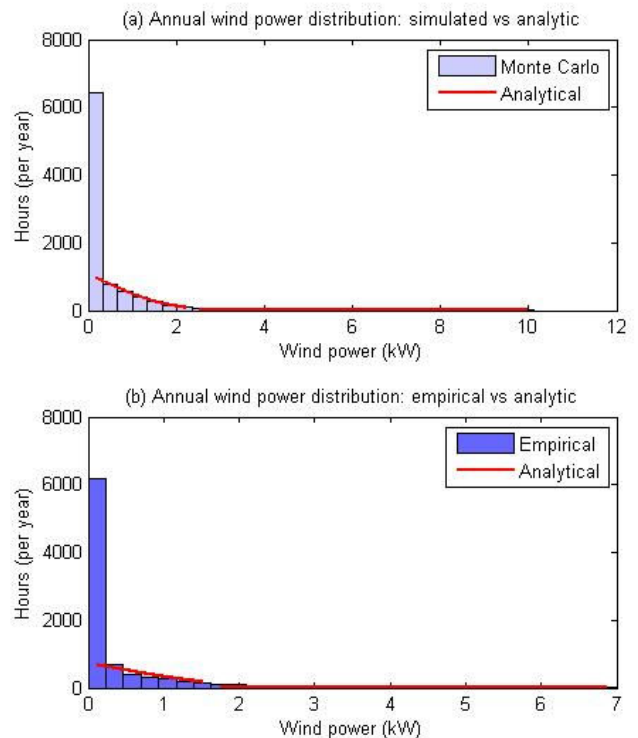 (a) Annual wind power distribution: simulated vs analytic
8000
6000
4000
2000
0
Hours (per year)
Monte Carlo
Analytical
0 2 4 6 8 10 12
Wind power (kW)
(b) Annual wind power distribution: empirical vs analytic
8000
6000
4000
2000
0
Hours (per year)
Empirical
Analytical
0 1 2 3 4 5 6 7
Wind power (kW)